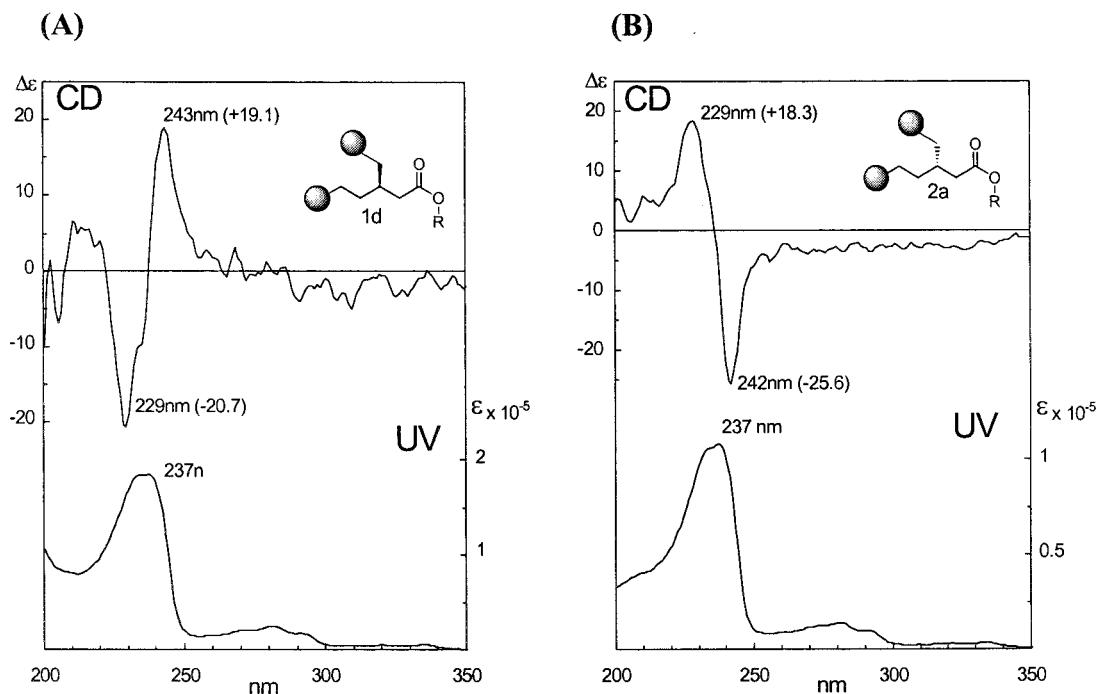 (A)
Δε
CD
20
10
0
-10
-20
243nm (+19.1)
229nm (-20.7)
O
O
R
1d
ε x 10⁻⁵
UV
2
1
237n
200
250
300
350
nm
(B)
Δε
CD
20
10
0
-10
-20
229nm (+18.3)
242nm (-25.6)
O
O
R
2a
ε x 10⁻⁵
UV
1
0.5
237 nm
200
250
300
350
nm